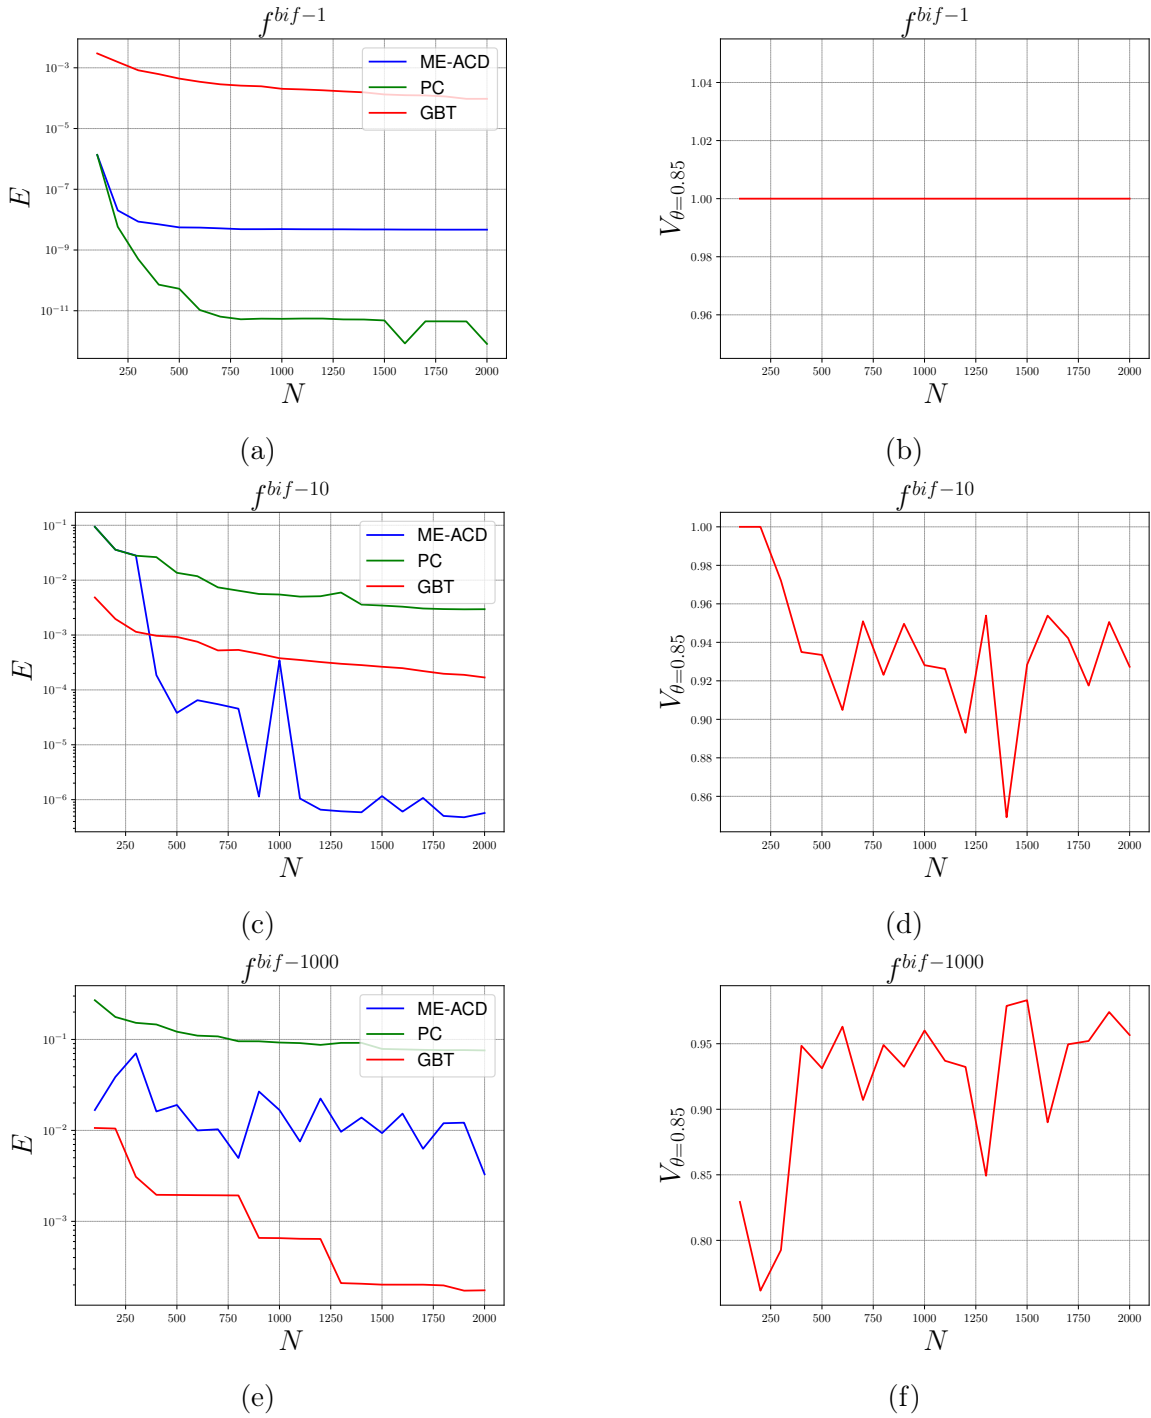 f^{bif−1}
E
10^{−3}
10^{−5}
10^{−7}
10^{−9}
10^{−11}
ME-ACD
PC
GBT
250 500 750 1000 1250 1500 1750 2000
N
(a)
f^{bif−1}
V_{θ=0.85}
1.04
1.02
1.00
0.98
0.96
250 500 750 1000 1250 1500 1750 2000
N
(b)
f^{bif−10}
E
10^{−1}
10^{−2}
10^{−3}
10^{−4}
10^{−5}
10^{−6}
ME-ACD
PC
GBT
250 500 750 1000 1250 1500 1750 2000
N
(c)
f^{bif−10}
V_{θ=0.85}
1.00
0.98
0.96
0.94
0.92
0.90
0.88
0.86
250 500 750 1000 1250 1500 1750 2000
N
(d)
f^{bif−1000}
E
10^{−1}
10^{−2}
10^{−3}
ME-ACD
PC
GBT
250 500 750 1000 1250 1500 1750 2000
N
(e)
f^{bif−1000}
V_{θ=0.85}
0.95
0.90
0.85
0.80
250 500 750 1000 1250 1500 1750 2000
N
(f)